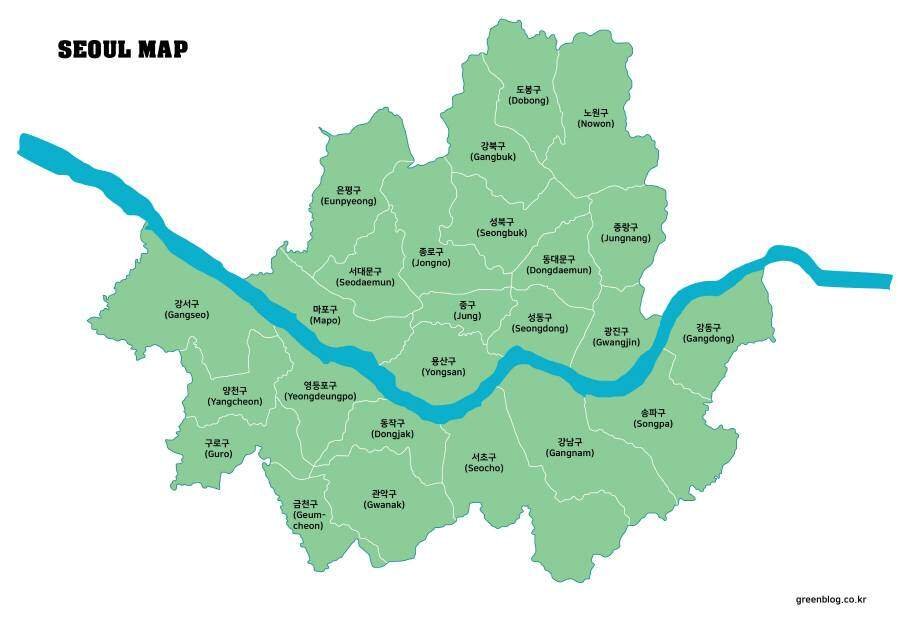 SEOUL MAP
도봉구
(Dobong)
노원구
(Nowon)
강북구
(Gangbuk)
은평구
(Eunpyeong)
성북구
(Seongbuk)
중랑구
(Jungnang)
종로구
(Jongno)
동대문구
(Dongdaemun)
서대문구
(Seodaemun)
강서구
(Gangseo)
마포구
(Mapo)
중구
(Jung)
성동구
(Seongdong)
광진구
(Gwangjin)
강동구
(Gangdong)
용산구
(Yongsan)
양천구
(Yangcheon)
영등포구
(Yeongdeungpo)
동작구
(Dongjak)
송파구
(Songpa)
구로구
(Guro)
서초구
(Seocho)
강남구
(Gangnam)
금천구
(Geum-
cheon)
관악구
(Gwanak)
greenblog.co.kr